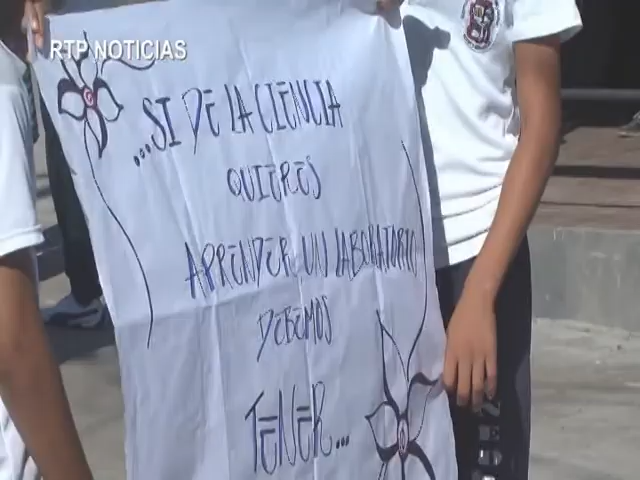 RTP NOTICIAS
...SI DE LA CIENCIA
QUIERES
APRENDER UN LABORATORIO
DEBEMOS
TENER...